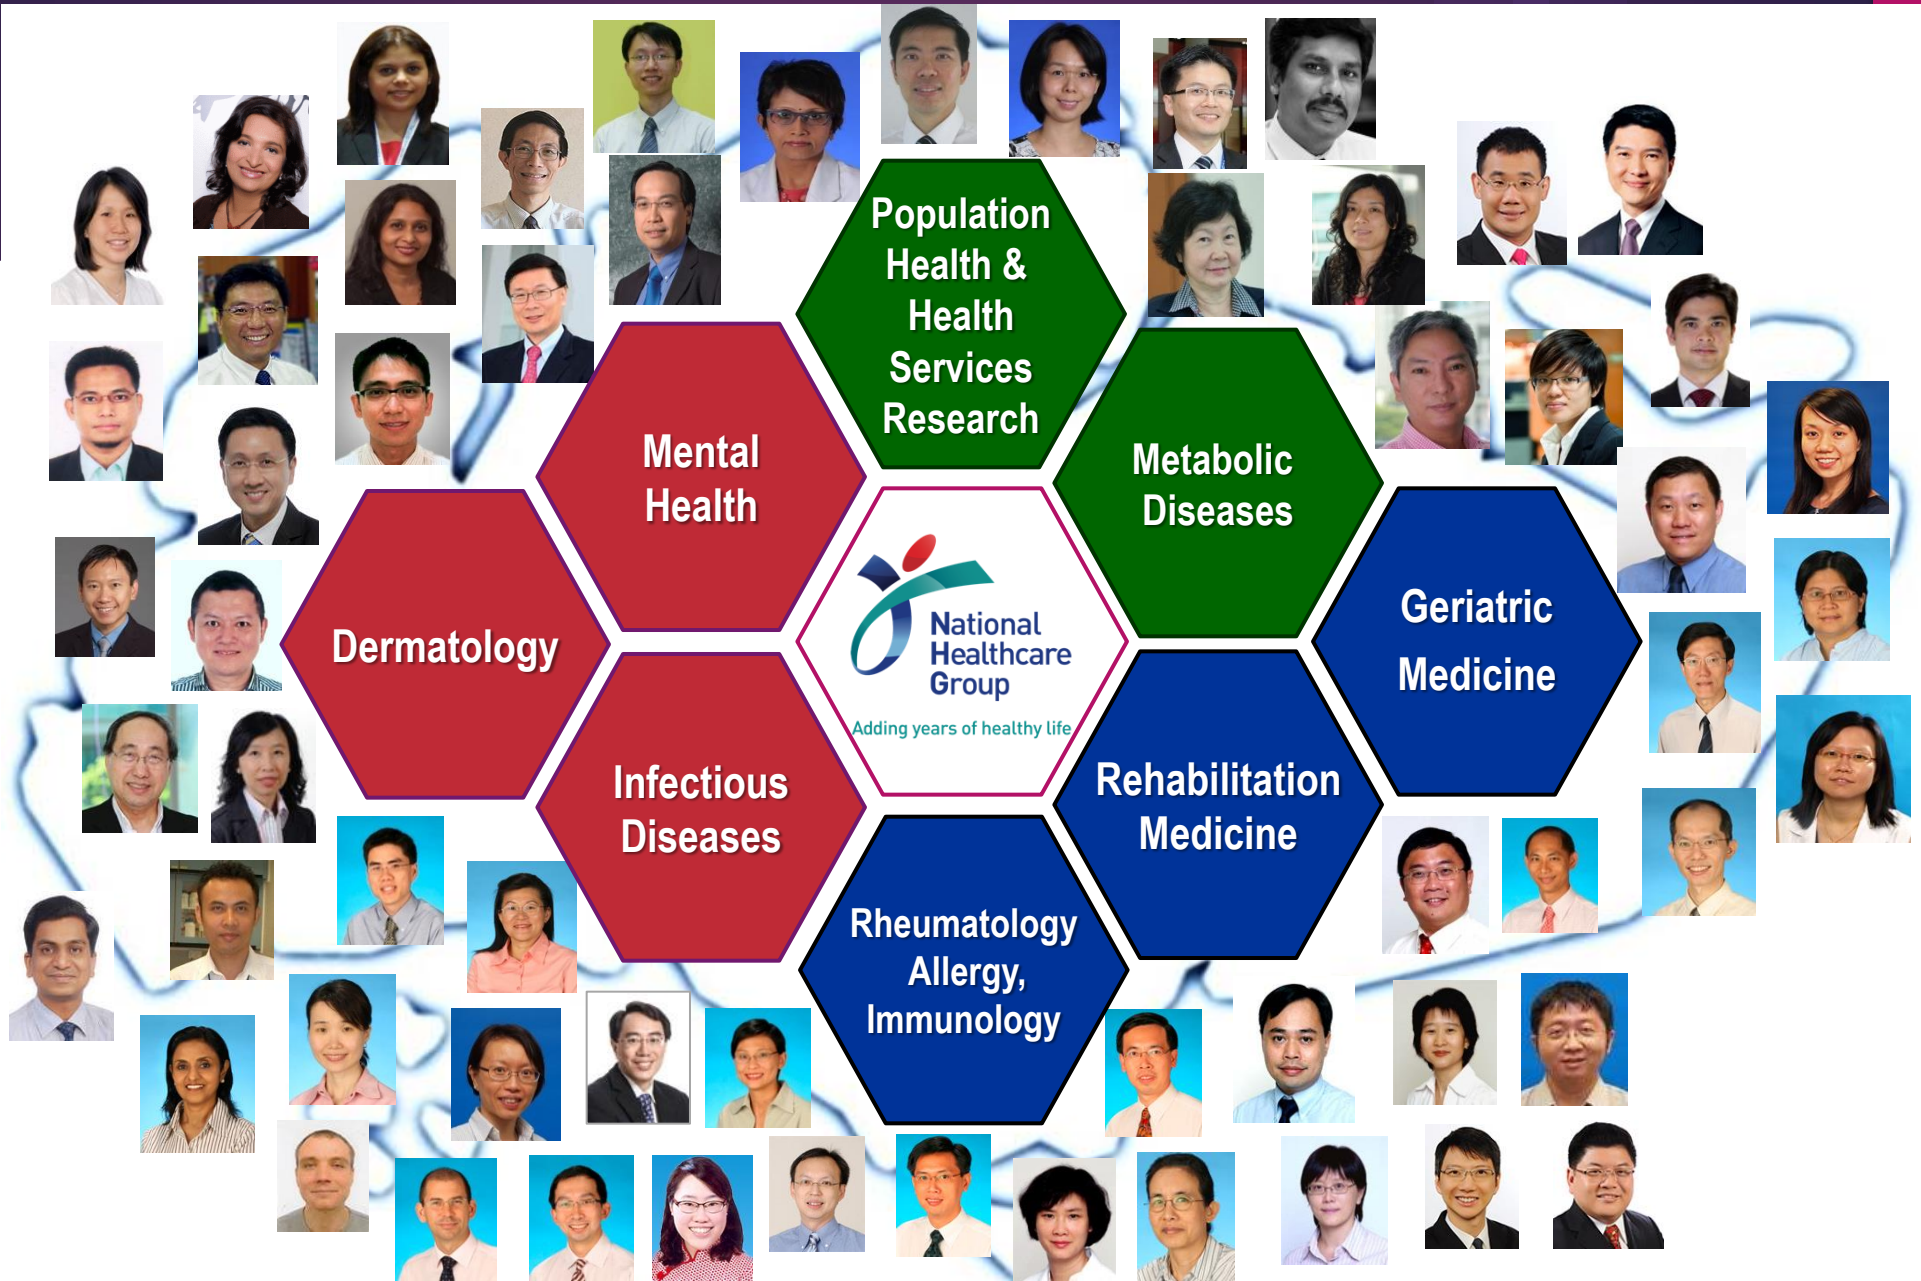 Population
Health &
Health
Services
Research
Mental
Health
Metabolic
Diseases
Dermatology
National
Healthcare
Group
Adding years of healthy life
Geriatric
Medicine
Infectious
Diseases
Rehabilitation
Medicine
Rheumatology
Allergy,
Immunology